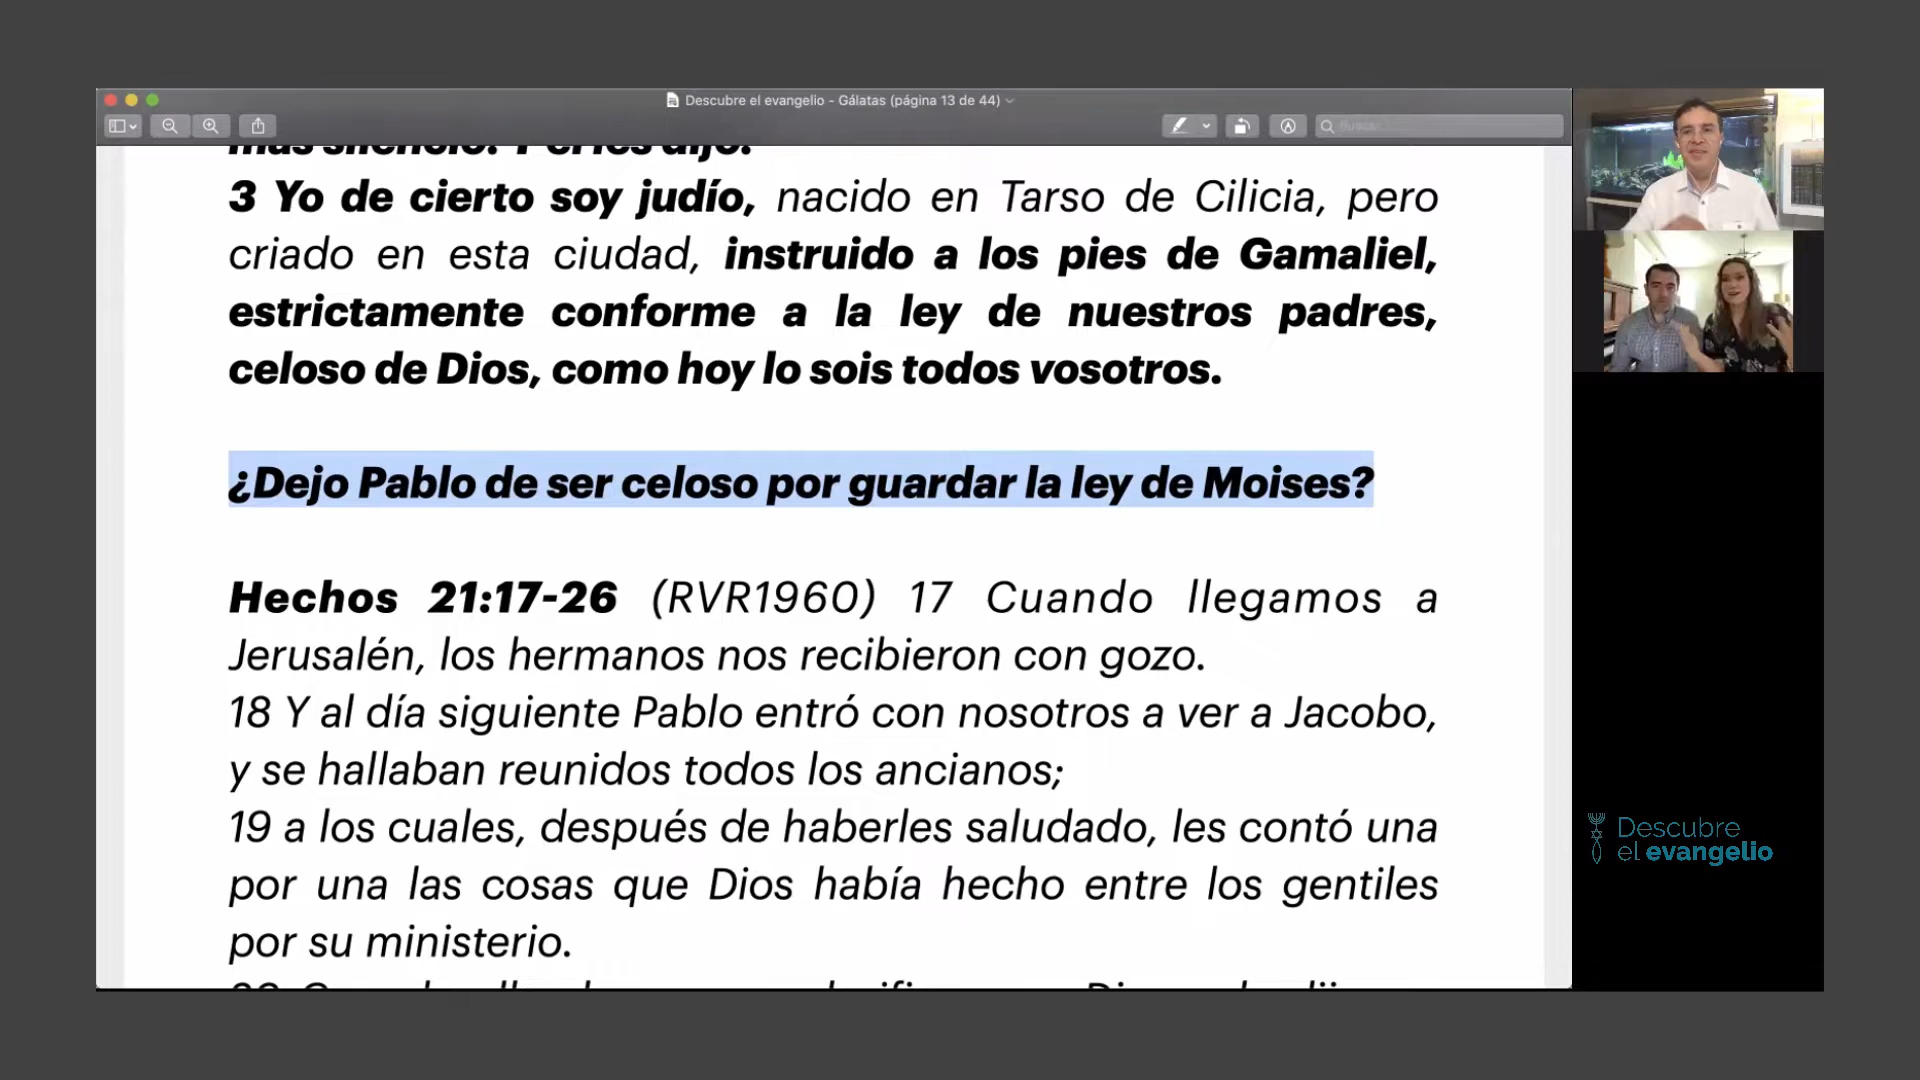 Descubre el evangelio - Gálatas (página 13 de 44)
Buscar
más silencio. Y él les dijo:
3 Yo de cierto soy judío, nacido en Tarso de Cilicia, pero
criado en esta ciudad, instruido a los pies de Gamaliel,
estrictamente conforme a la ley de nuestros padres,
celoso de Dios, como hoy lo sois todos vosotros.
¿Dejo Pablo de ser celoso por guardar la ley de Moises?
Hechos 21:17-26 (RVR1960) 17 Cuando llegamos a
Jerusalén, los hermanos nos recibieron con gozo.
18 Y al día siguiente Pablo entró con nosotros a ver a Jacobo,
y se hallaban reunidos todos los ancianos;
19 a los cuales, después de haberles saludado, les contó una
por una las cosas que Dios había hecho entre los gentiles
por su ministerio.
Descubre
el evangelio